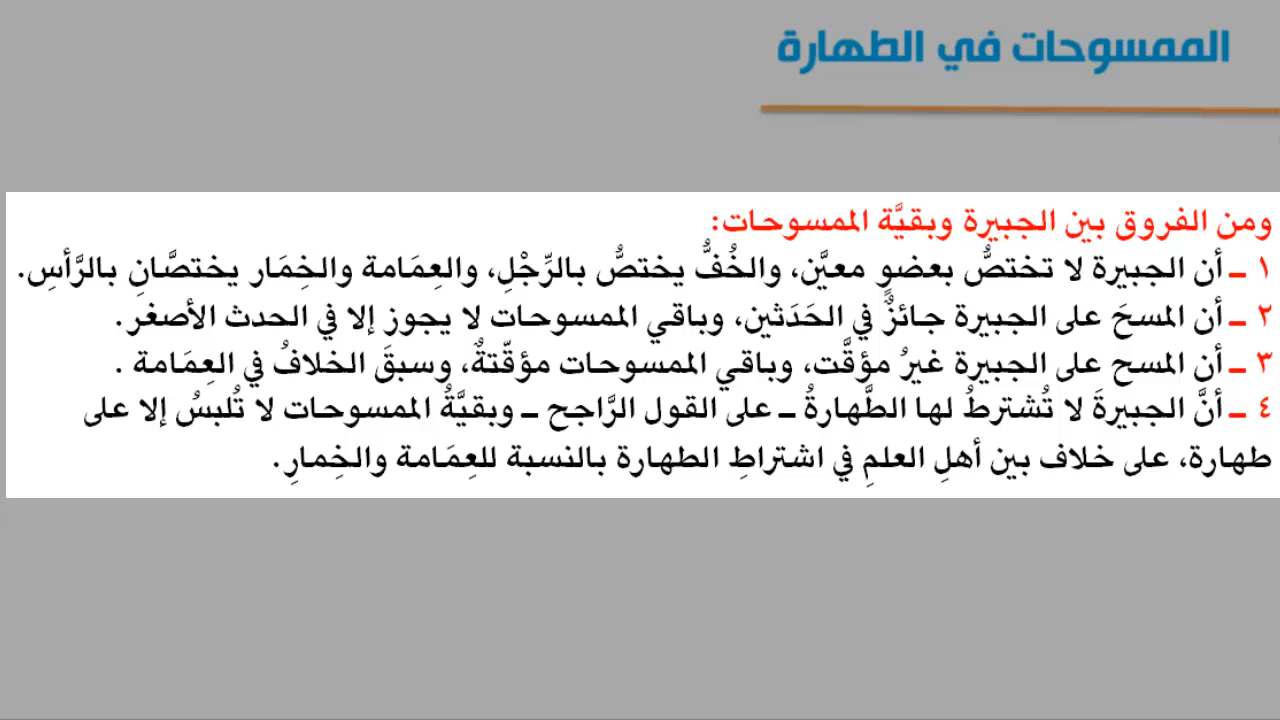 الممسوحات في الطهارة
ومن الفروق بين الجبيرة وبقيَّة الممسوحات:
١ ـ أن الجبيرة لا تختصُّ بعضوٍ معيَّن، والخُفُّ يختصُّ بالرِّجْلِ، والعِمَامة والخِمَار يختصَّانِ بالرَّأسِ.
٢ ـ أن المسحَ على الجبيرة جائزٌ في الحَدَثين، وباقي الممسوحات لا يجوز إلا في الحدث الأصغر.
٣ ـ أن المسح على الجبيرة غيرُ مؤقَّت، وباقي الممسوحات مؤقّتةٌ، وسبقَ الخلافُ في العِمَامة .
٤ ـ أنَّ الجبيرةَ لا تُشترطُ لها الطَّهارةُ ـ على القول الرَّاجح ـ وبقيَّةُ الممسوحات لا تُلبسُ إلا على
طهارة، على خلاف بين أهلِ العلمِ في اشتراطِ الطهارة بالنسبة للعِمَامة والخِمارِ.